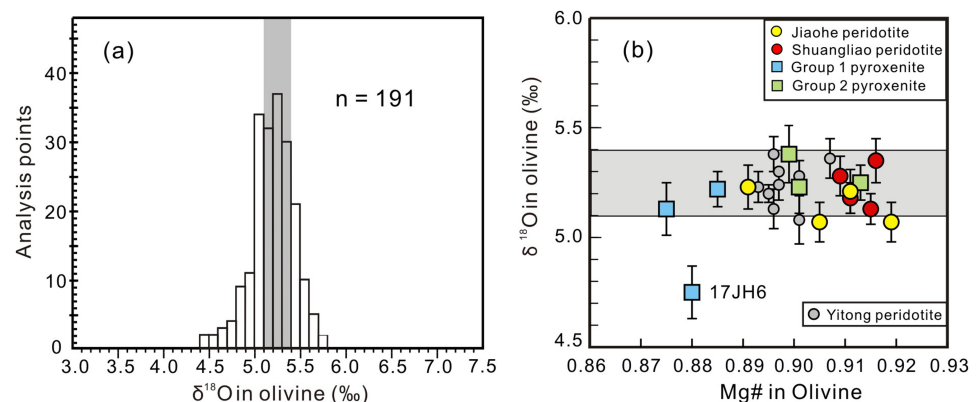 (a)
n = 191
Analysis points
40
30
20
10
0
3.0 3.5 4.0 4.5 5.0 5.5 6.0 6.5 7.0 7.5
δ¹⁸O in olivine (‰)
(b)
Jiaohe peridotite
Shuangliao peridotite
Group 1 pyroxenite
Group 2 pyroxenite
δ ¹⁸O in olivine (‰)
6.0
5.5
5.0
4.5
17JH6
Yitong peridotite
0.86 0.87 0.88 0.89 0.90 0.91 0.92 0.93
Mg# in Olivine